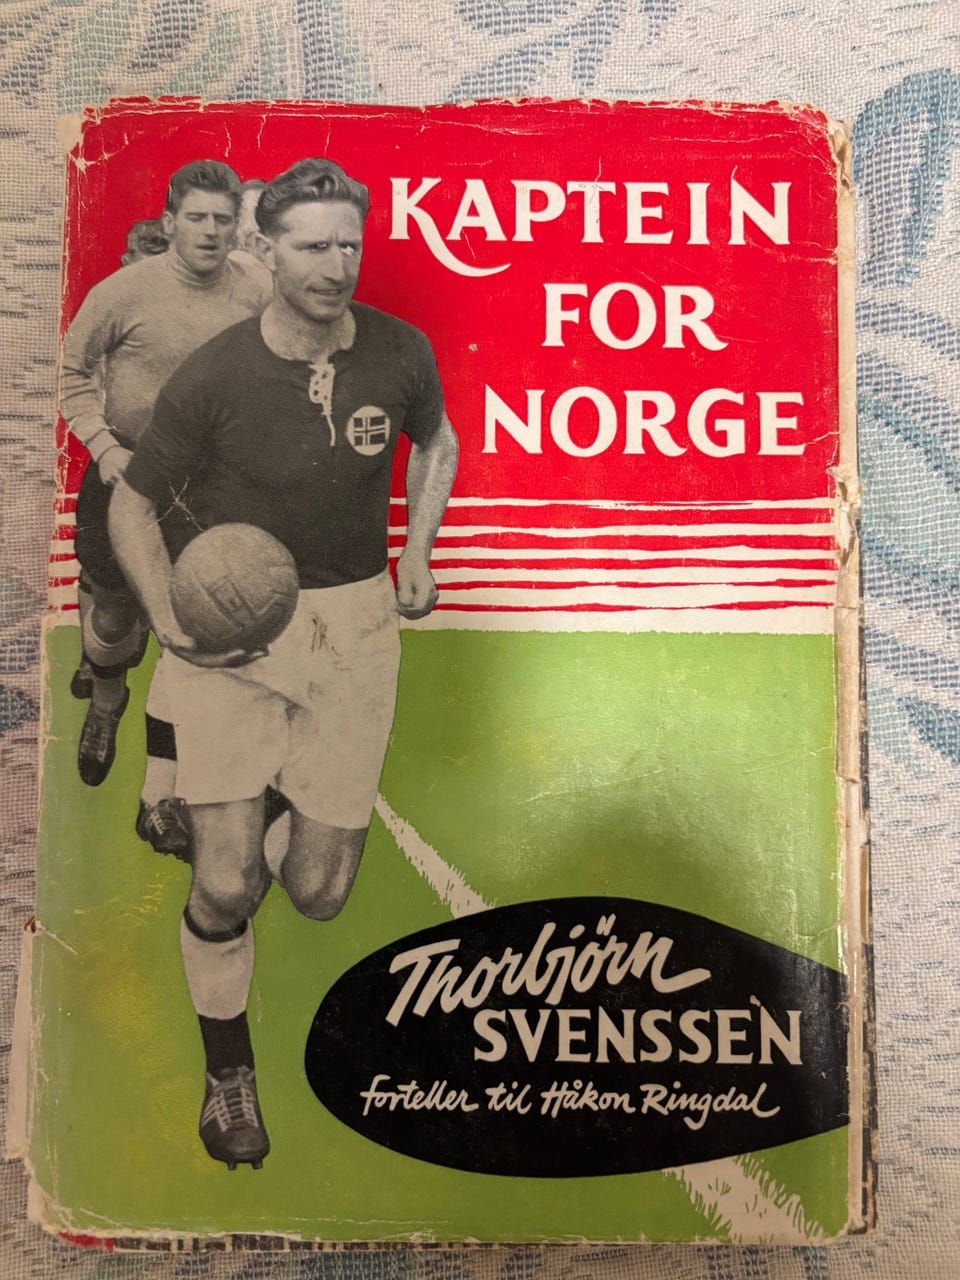 KAPTEIN
FOR
NORGE
Thorbjörn
SVENSSEN
forteller til Håkon Ringdal